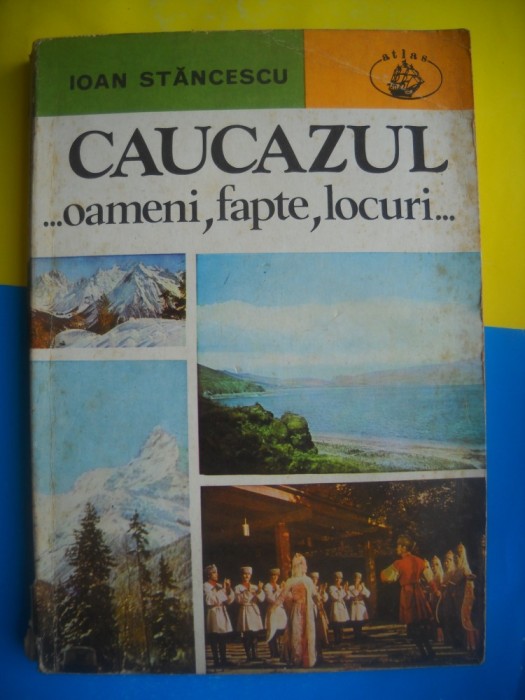 IOAN STĂNCESCU
atlas
CAUCAZUL
...oameni, fapte, locuri...